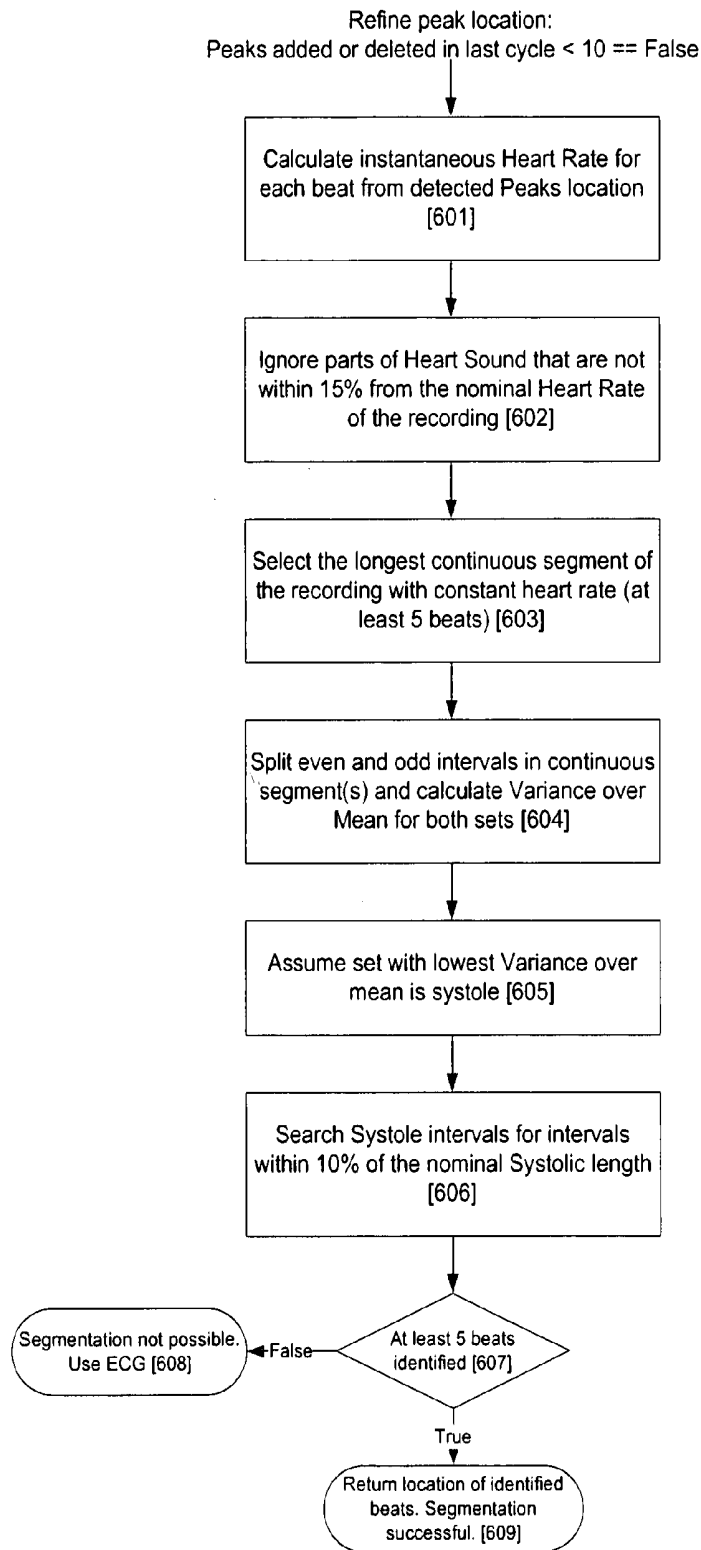 Refine peak location:
Peaks added or deleted in last cycle < 10 == False
Calculate instantaneous Heart Rate for
each beat from detected Peaks location
[601]
Ignore parts of Heart Sound that are not
within 15% from the nominal Heart Rate
of the recording [602]
Select the longest continuous segment of
the recording with constant heart rate (at
least 5 beats) [603]
Split even and odd intervals in continuous
segment(s) and calculate Variance over
Mean for both sets [604]
Assume set with lowest Variance over
mean is systole [605]
Search Systole intervals for intervals
within 10% of the nominal Systolic length
[606]
At least 5 beats
identified [607]
False
Segmentation not possible.
Use ECG [608]
True
Return location of identified
beats. Segmentation
successful. [609]